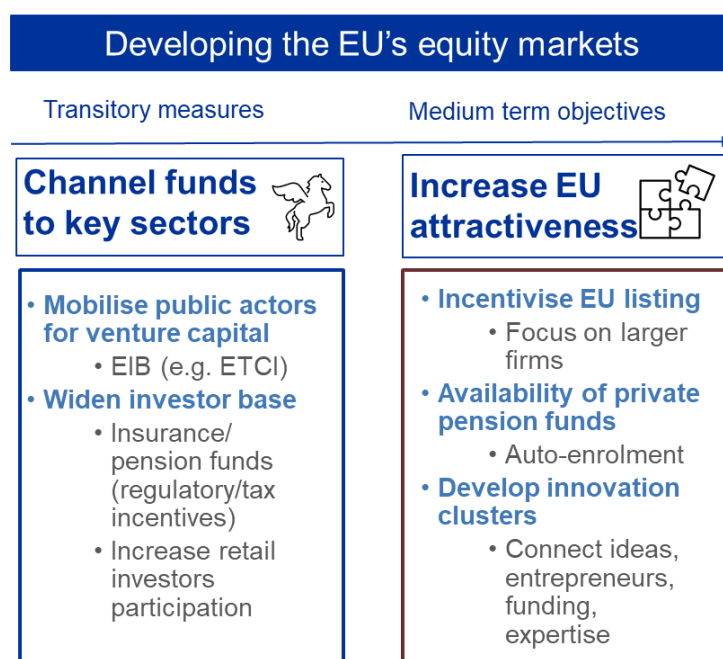 Developing the EU's equity markets
Transitory measures
Medium term objectives
Channel funds
to key sectors
• Mobilise public actors
for venture capital
• EIB (e.g. ETCI)
• Widen investor base
• Insurance/
pension funds
(regulatory/tax
incentives)
• Increase retail
investors
participation
Increase EU
attractiveness
• Incentivise EU listing
• Focus on larger
firms
• Availability of private
pension funds
• Auto-enrolment
• Develop innovation
clusters
• Connect ideas,
entrepreneurs,
funding,
expertise